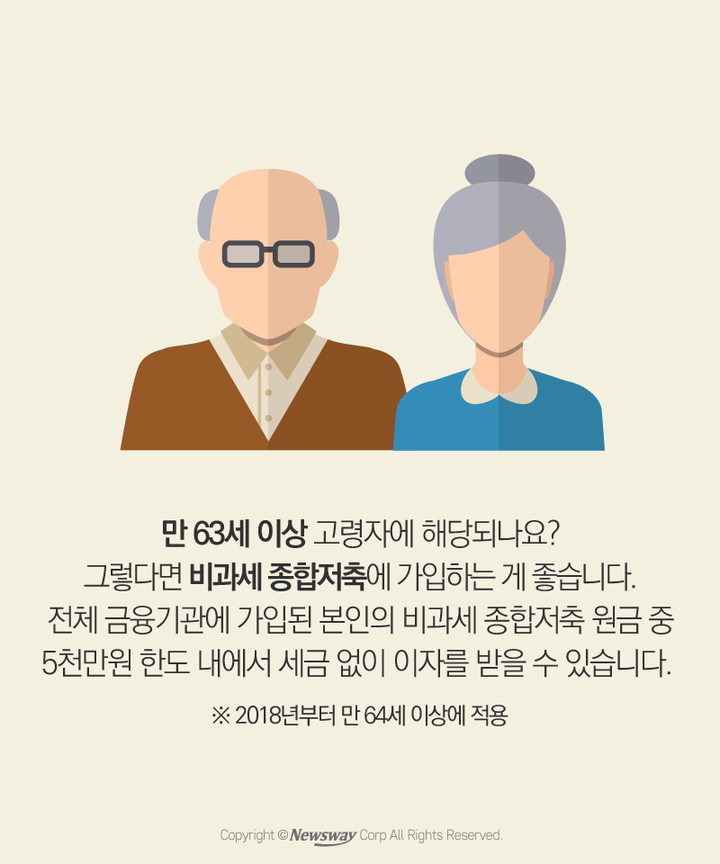 만 63세 이상 고령자에 해당되나요?
그렇다면 비과세 종합저축에 가입하는 게 좋습니다.
전체 금융기관에 가입된 본인의 비과세 종합저축 원금 중
5천만원 한도 내에서 세금 없이 이자를 받을 수 있습니다.
※ 2018년부터 만 64세 이상에 적용
Copyright © Newsway Corp All Rights Reserved.